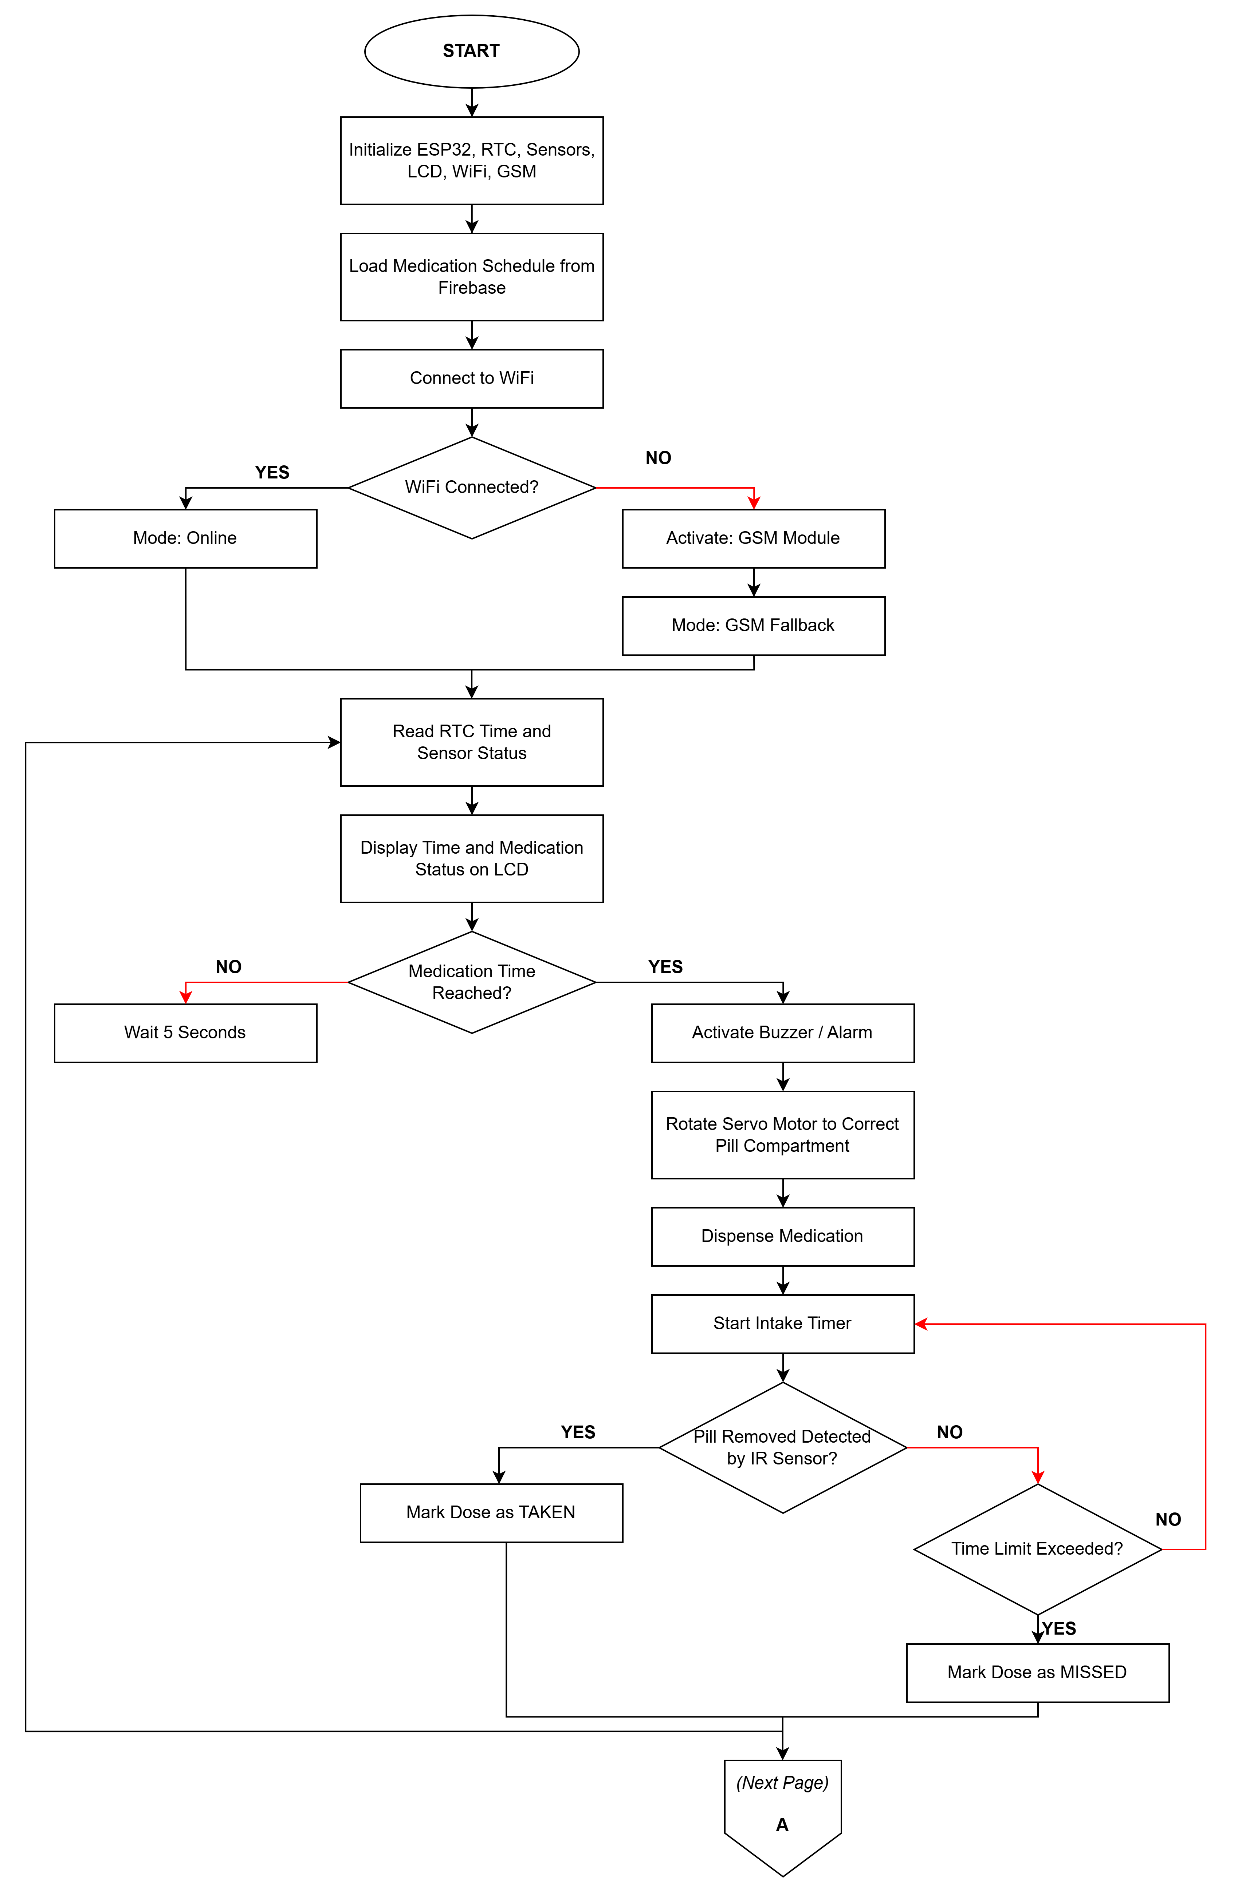 START
Initialize ESP32, RTC, Sensors,
LCD, WiFi, GSM
Load Medication Schedule from
Firebase
Connect to WiFi
YES
NO
WiFi Connected?
Mode: Online
Activate: GSM Module
Mode: GSM Fallback
Read RTC Time and
Sensor Status
Display Time and Medication
Status on LCD
NO
YES
Medication Time
Reached?
Wait 5 Seconds
Activate Buzzer / Alarm
Rotate Servo Motor to Correct
Pill Compartment
Dispense Medication
Start Intake Timer
YES
NO
Pill Removed Detected
by IR Sensor?
Mark Dose as TAKEN
NO
Time Limit Exceeded?
YES
Mark Dose as MISSED
(Next Page)
A